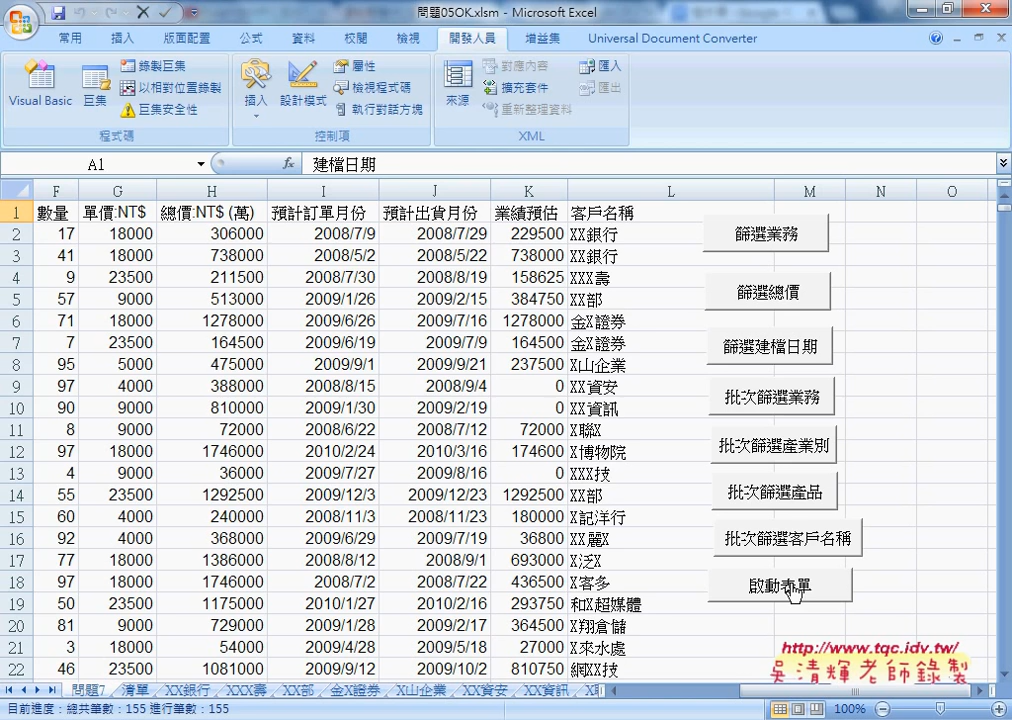 問題05OK.xlsm - Microsoft Excel
常用 插入 版面配置 公式 資料 校閱 檢視 開發人員 增益集 Universal Document Converter
Visual Basic 巨集 錄製巨集 以相對位置錄製 巨集安全性 程式碼
插入 設計模式 屬性 檢視程式碼 執行對話方塊 控制項
來源 對應內容 擴充套件 重新整理資料 匯入 匯出 XML
A1 fx 建檔日期
F G H I J K L M N O
1 數量 單價:NT$ 總價:NT$ (萬) 預計訂單月份 預計出貨月份 業績預估 客戶名稱
2 17 18000 306000 2008/7/9 2008/7/29 229500 XX銀行
3 41 18000 738000 2008/5/2 2008/5/22 738000 XX銀行
4 9 23500 211500 2008/7/30 2008/8/19 158625 XXX壽
5 57 9000 513000 2009/1/26 2009/2/15 384750 XX部
6 71 18000 1278000 2009/6/26 2009/7/16 1278000 金X證券
7 7 23500 164500 2009/6/19 2009/7/9 164500 金X證券
8 95 5000 475000 2009/9/1 2009/9/21 237500 X山企業
9 97 4000 388000 2008/8/15 2008/9/4 0 XX資安
10 90 9000 810000 2009/1/30 2009/2/19 0 XX資訊
11 8 9000 72000 2008/6/22 2008/7/12 72000 X聯X
12 97 18000 1746000 2010/2/24 2010/3/16 174600 X博物院
13 4 9000 36000 2009/7/27 2009/8/16 0 XXX技
14 55 23500 1292500 2009/12/3 2009/12/23 1292500 XX部
15 60 4000 240000 2008/11/3 2008/11/23 180000 X記洋行
16 92 4000 368000 2009/6/29 2009/7/19 36800 XX麗X
17 77 18000 1386000 2008/8/12 2008/9/1 693000 X泛X
18 97 18000 1746000 2008/7/2 2008/7/22 436500 X客多
19 50 23500 1175000 2010/1/27 2010/2/16 293750 和X超媒體
20 81 9000 729000 2009/1/28 2009/2/17 364500 X翔倉儲
21 3 18000 54000 2009/4/28 2009/5/18 27000 X來水處
22 46 23500 1081000 2009/9/12 2009/10/2 810750 網XX技
篩選業務
篩選總價
篩選建檔日期
批次篩選業務
批次篩選產業別
批次篩選產品
批次篩選客戶名稱
啟動表單
http://www.tqc.idv.tw/
吳清輝老師錄製
問題7 清單 XX銀行 XXX壽 XX部 金X證券 X山企業 XX資安 XX資訊
目前進度：總共筆數：155 進行筆數：155 100%